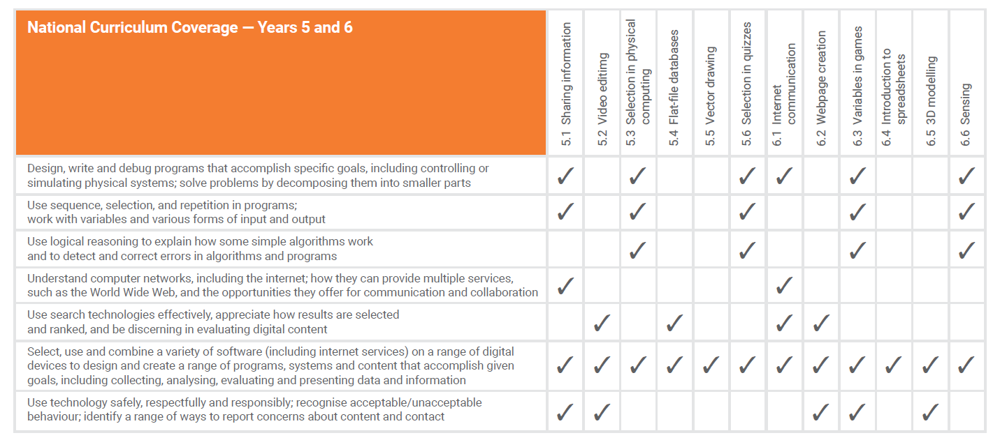 National Curriculum Coverage — Years 5 and 6
5.1 Sharing information
5.2 Video editimg
5.3 Selection in physical
computing
5.4 Flat-file databases
5.5 Vector drawing
5.6 Selection in quizzes
6.1 Internet
communication
6.2 Webpage creation
6.3 Variables in games
6.4 Introduction to
spreadsheets
6.5 3D modelling
6.6 Sensing
Design, write and debug programs that accomplish specific goals, including controlling or
simulating physical systems; solve problems by decomposing them into smaller parts
✓ ✓ ✓ ✓ ✓ ✓
Use sequence, selection, and repetition in programs;
work with variables and various forms of input and output
✓ ✓ ✓ ✓ ✓
Use logical reasoning to explain how some simple algorithms work
and to detect and correct errors in algorithms and programs
✓ ✓ ✓ ✓
Understand computer networks, including the internet; how they can provide multiple services,
such as the World Wide Web, and the opportunities they offer for communication and collaboration
✓ ✓
Use search technologies effectively, appreciate how results are selected
and ranked, and be discerning in evaluating digital content
✓ ✓ ✓ ✓
Select, use and combine a variety of software (including internet services) on a range of digital
devices to design and create a range of programs, systems and content that accomplish given
goals, including collecting, analysing, evaluating and presenting data and information
✓ ✓ ✓ ✓ ✓ ✓ ✓ ✓ ✓ ✓ ✓ ✓
Use technology safely, respectfully and responsibly; recognise acceptable/unacceptable
behaviour; identify a range of ways to report concerns about content and contact
✓ ✓ ✓ ✓ ✓